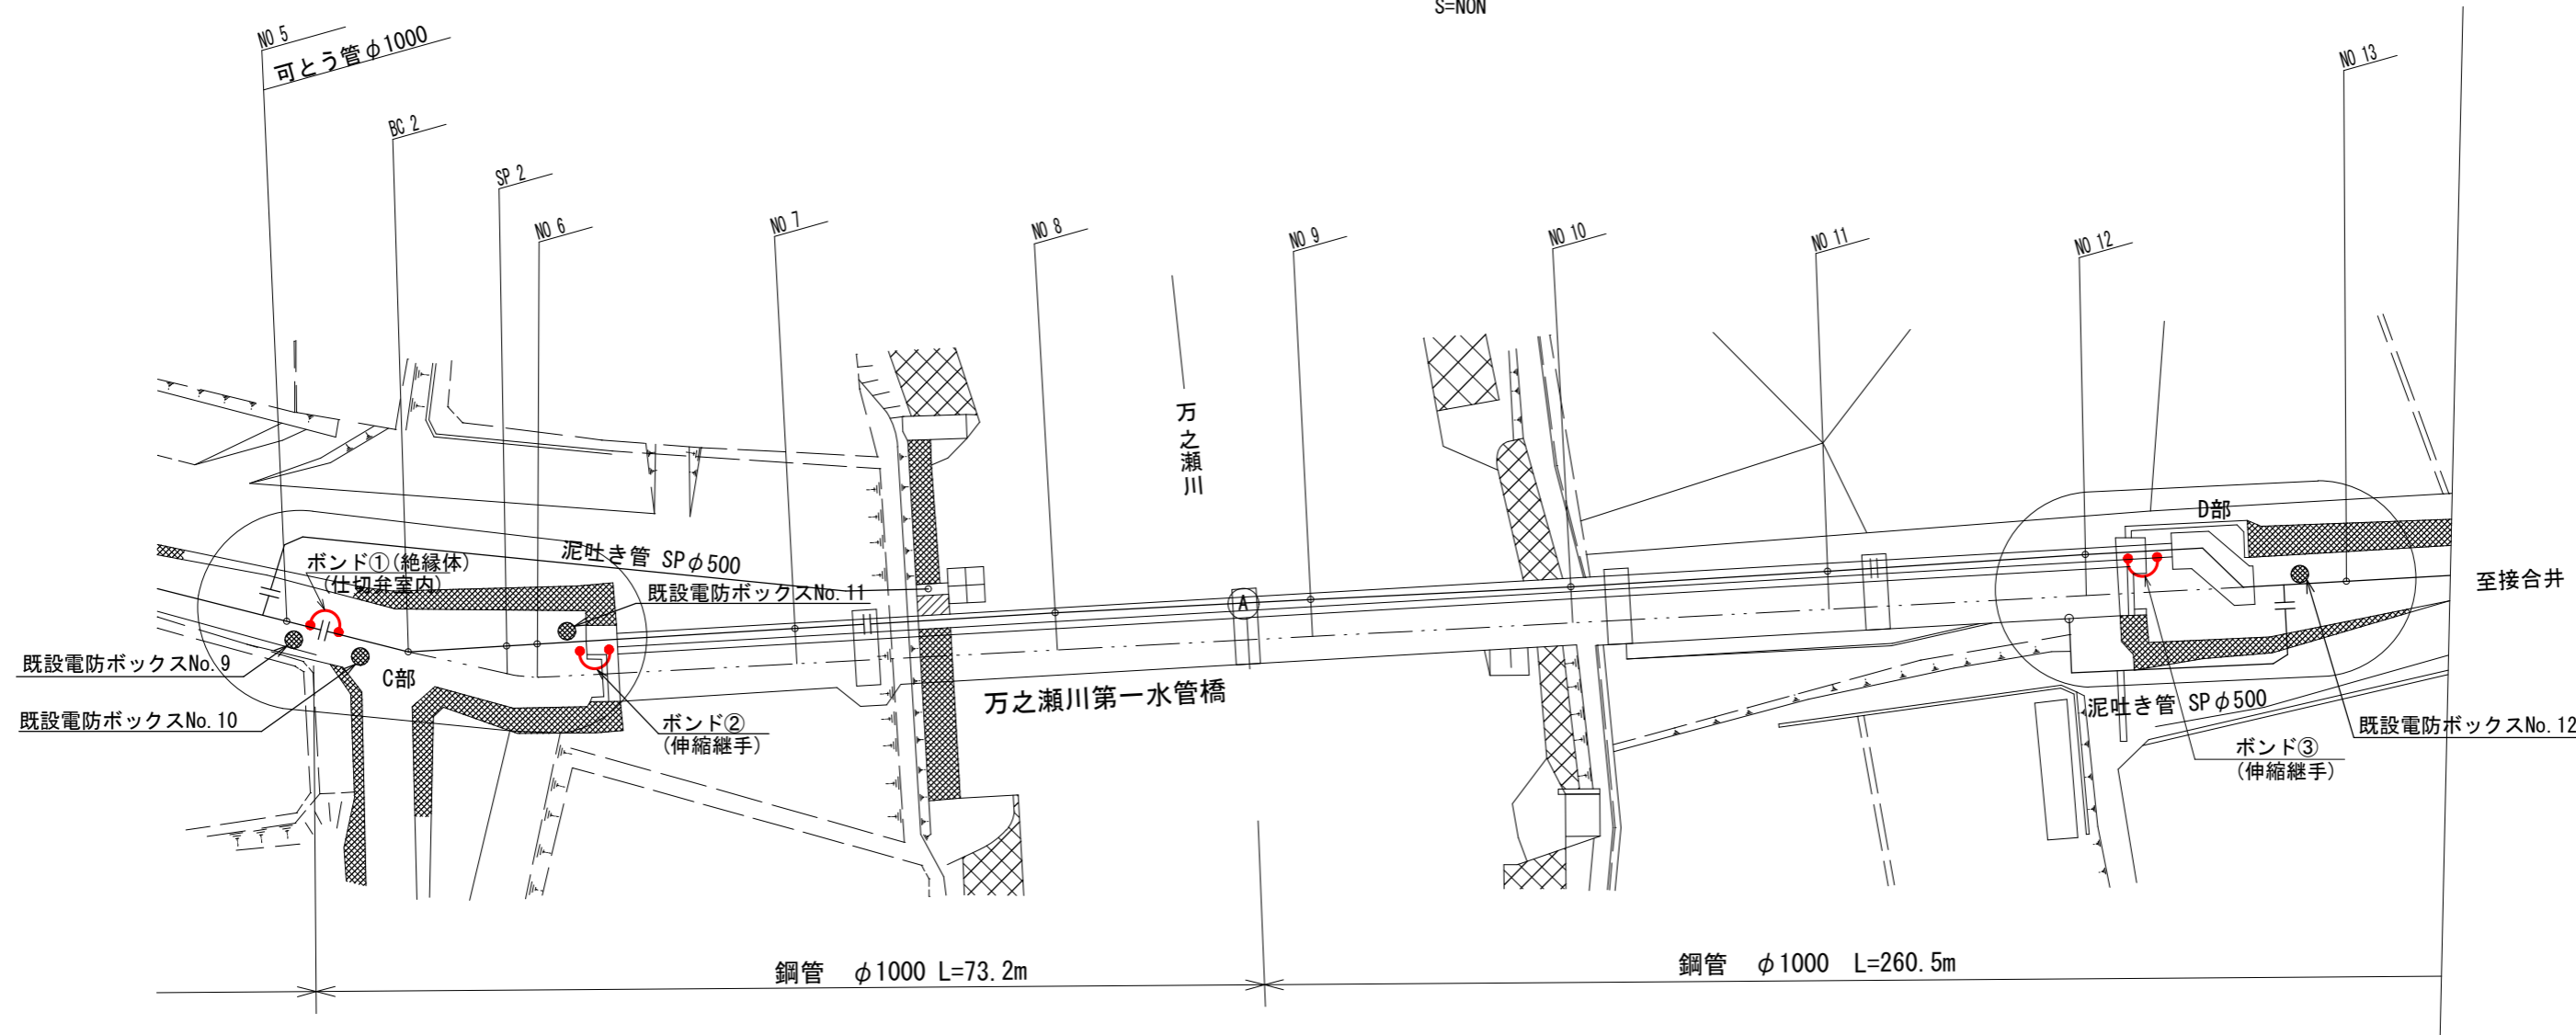 S=NON
NO 5
可とう管φ1000
BC 2
SP 2
NO 6
NO 7
NO 8
NO 9
NO 10
NO 11
NO 12
NO 13
万之瀬川
D部
泥吐き管 SPφ500
ボンド①(絶縁体)
(仕切弁室内)
既設電防ボックスNo.11
A
至接合井
既設電防ボックスNo.9
C部
既設電防ボックスNo.10
万之瀬川第一水管橋
ボンド②
(伸縮継手)
泥吐き管 SPφ500
既設電防ボックスNo.12
ボンド③
(伸縮継手)
鋼管 φ1000 L=73.2m
鋼管 φ1000 L=260.5m